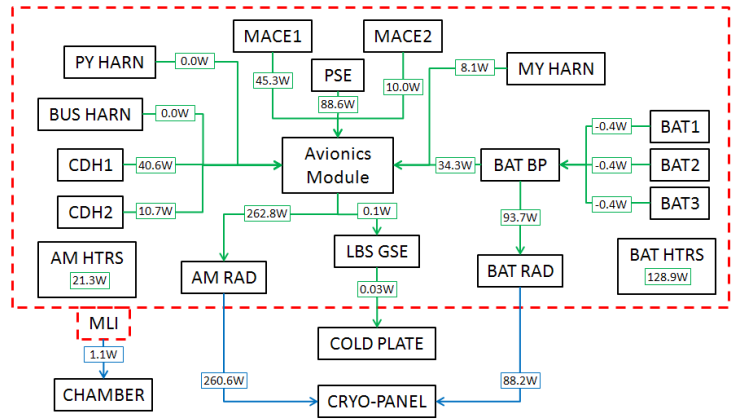 MACE1
MACE2
PY HARN
0.0W
45.3W
PSE
10.0W
8.1W
MY HARN
88.6W
BUS HARN
0.0W
Avionics
Module
-0.4W
BAT1
CDH1
40.6W
34.3W
BAT BP
-0.4W
BAT2
CDH2
10.7W
262.8W
0.1W
93.7W
-0.4W
BAT3
AM HTRS
21.3W
AM RAD
LBS GSE
BAT RAD
BAT HTRS
128.9W
0.03W
MLI
COLD PLATE
1.1W
260.6W
88.2W
CHAMBER
CRYO-PANEL